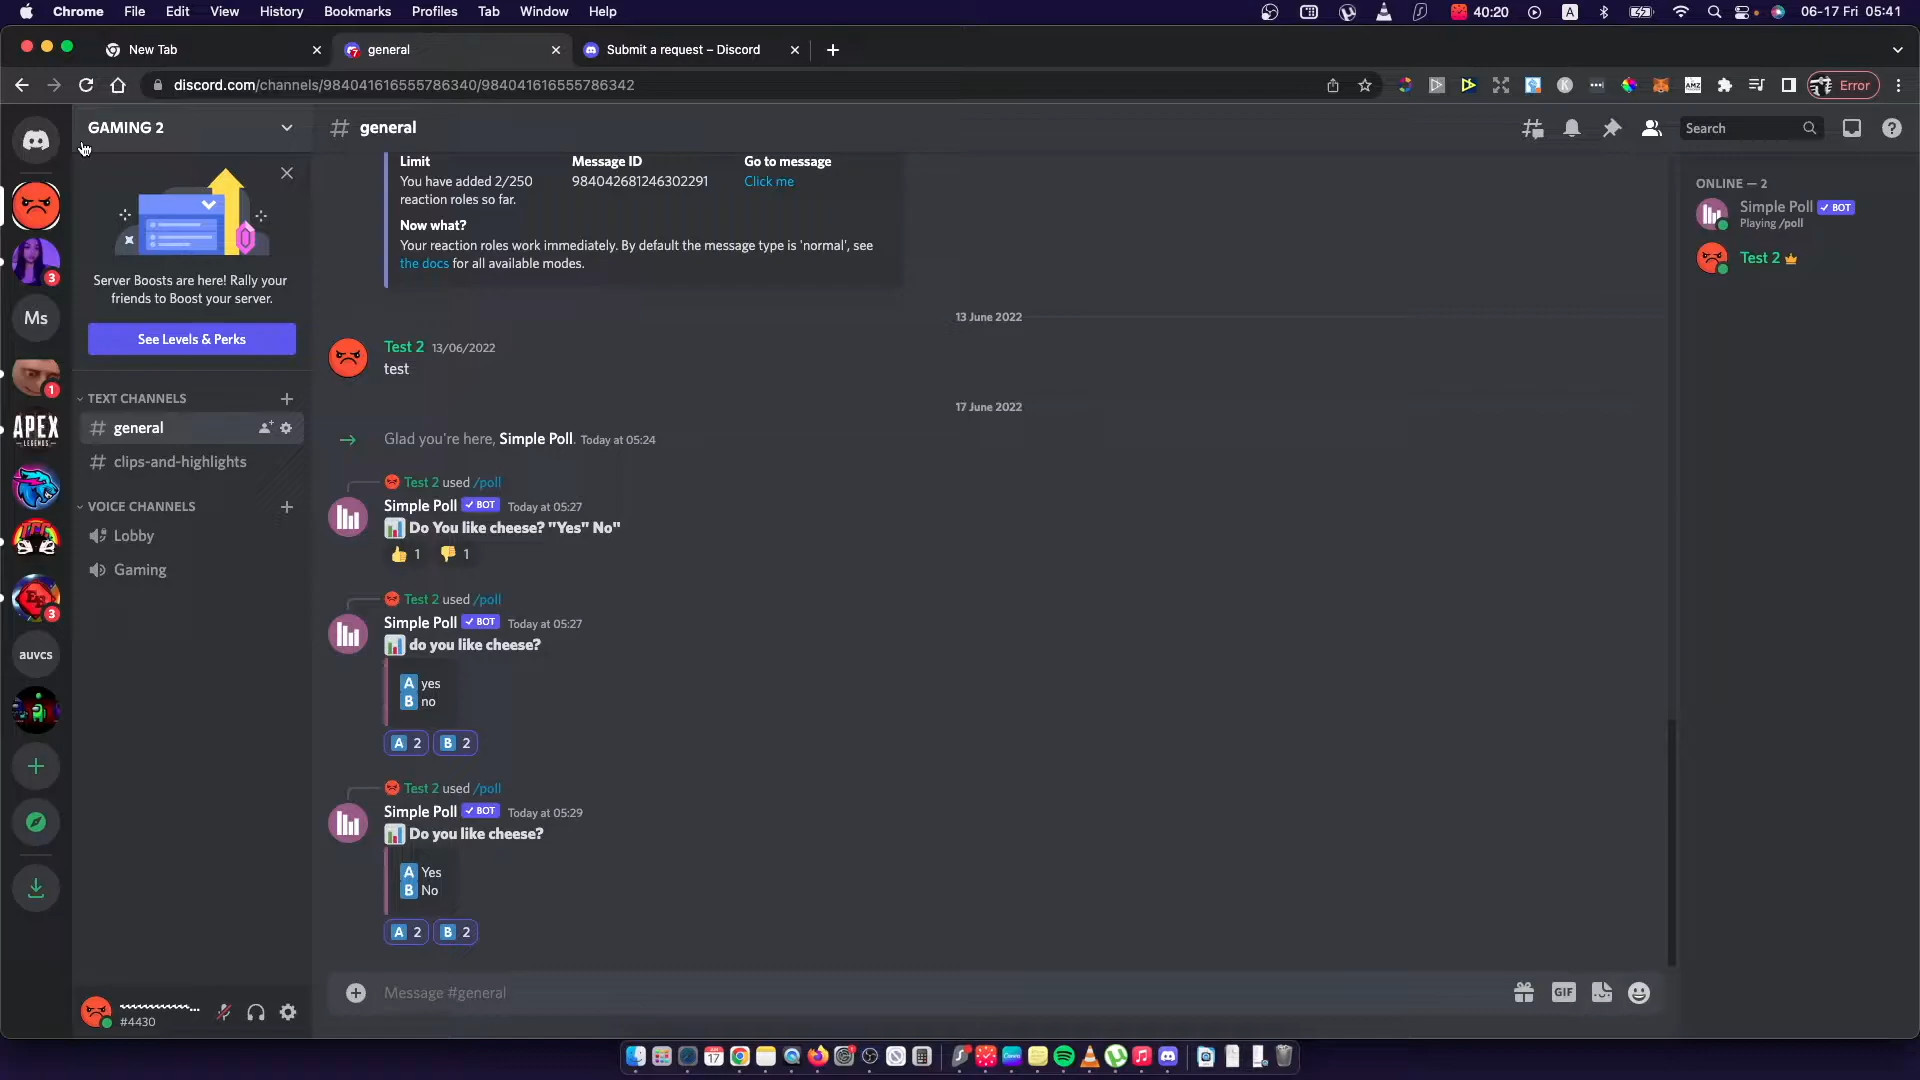 Chrome File Edit View History Bookmarks Profiles Tab Window Help 40:20 A 06-17 Fri 05:41
New Tab general Submit a request – Discord
discord.com/channels/984041616555786340/984041616555786342 K AMZ Error
GAMING 2
# general
Search
Limit Message ID Go to message
You have added 2/250 984042681246302291 Click me
reaction roles so far.
Now what?
Your reaction roles work immediately. By default the message type is 'normal', see
the docs for all available modes.
ONLINE — 2
Simple Poll BOT
Playing /poll
Test 2
Server Boosts are here! Rally your
friends to Boost your server.
See Levels & Perks
3
Ms
1
APEX
LEGENDS
3
auvcs
TEXT CHANNELS
# general
# clips-and-highlights
VOICE CHANNELS
Lobby
Gaming
#4430
13 June 2022
Test 2 13/06/2022
test
17 June 2022
Glad you're here, Simple Poll. Today at 05:24
Test 2 used /poll
Simple Poll BOT Today at 05:27
Do You like cheese? "Yes" No"
1 1
Test 2 used /poll
Simple Poll BOT Today at 05:27
do you like cheese?
A yes
B no
A 2 B 2
Test 2 used /poll
Simple Poll BOT Today at 05:29
Do you like cheese?
A Yes
B No
A 2 B 2
Message #general
GIF
17